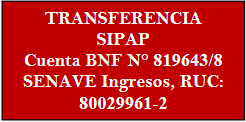 TRANSFERENCIA
SIPAP
Cuenta BNF N° 819643/8
SENAVE Ingresos, RUC:
80029961-2